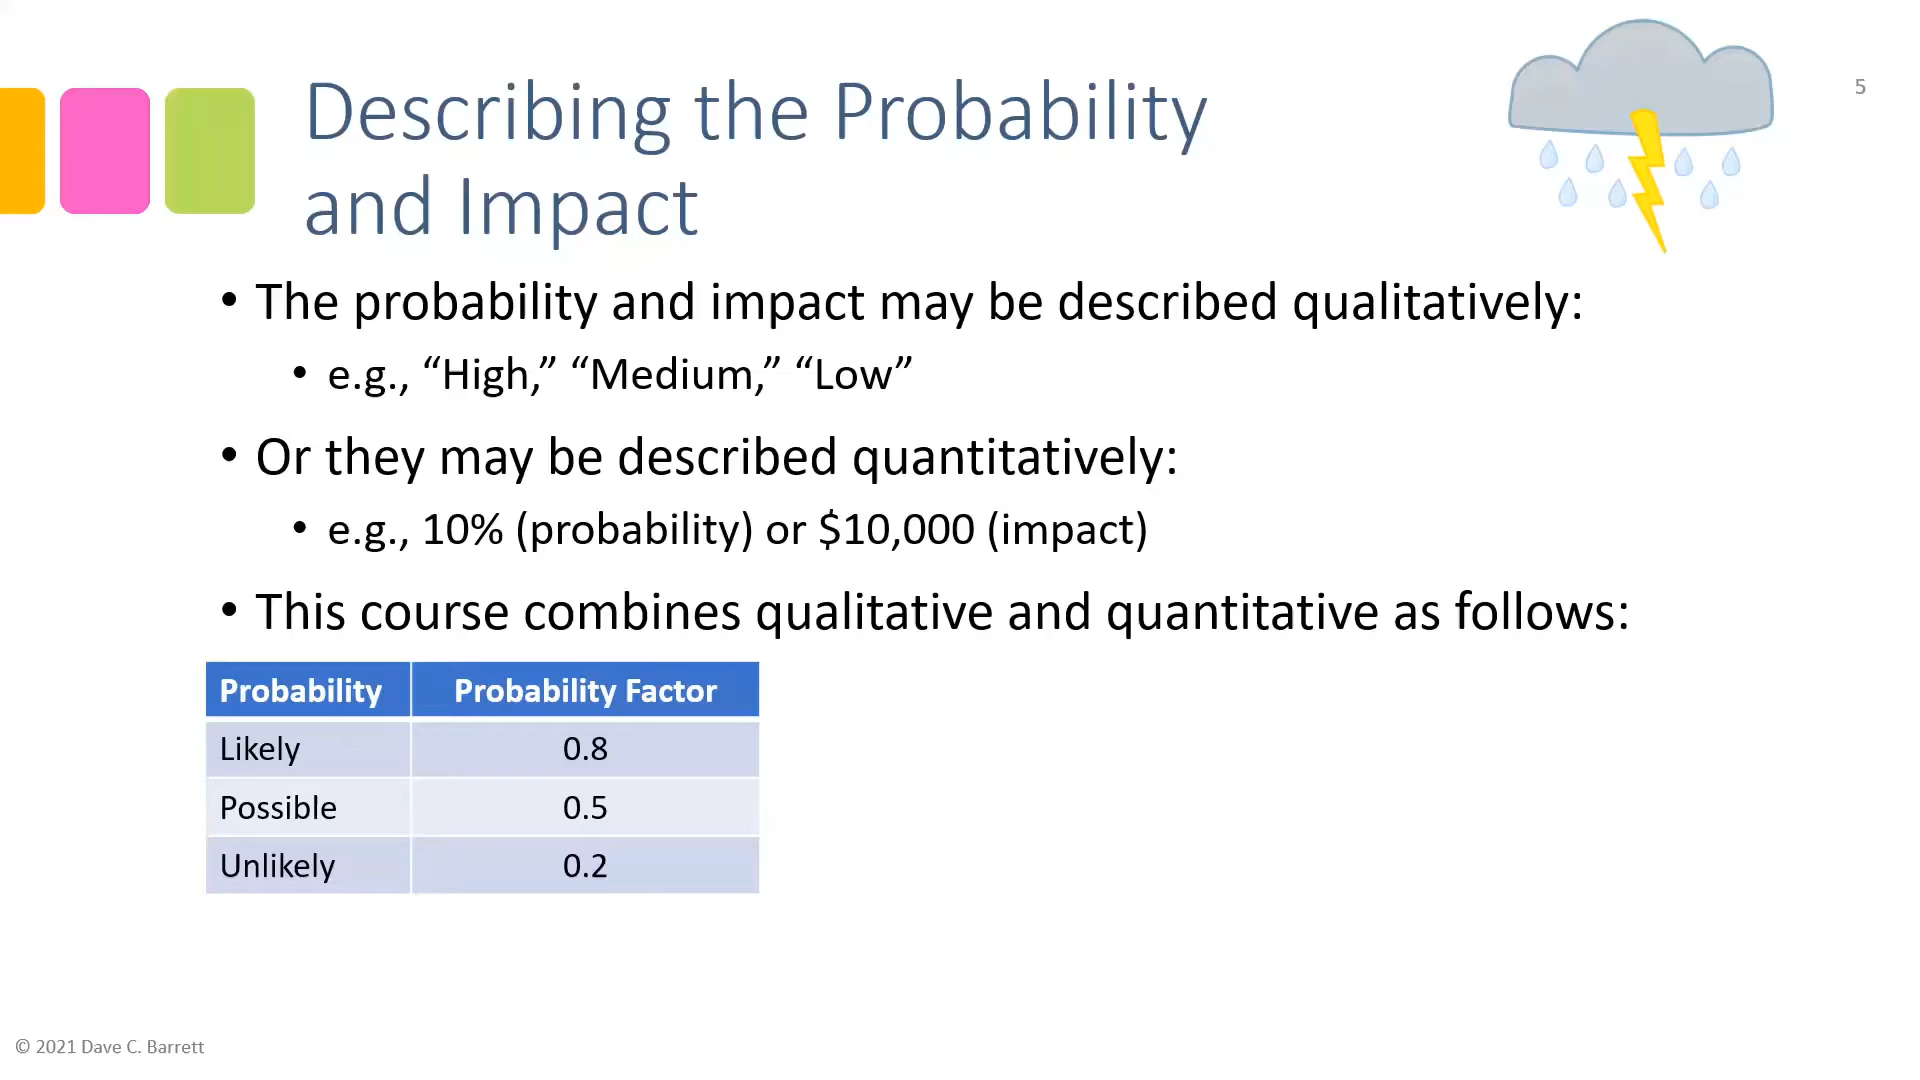 5
Describing the Probability
and Impact
• The probability and impact may be described qualitatively:
• e.g., “High,” “Medium,” “Low”
• Or they may be described quantitatively:
• e.g., 10% (probability) or $10,000 (impact)
• This course combines qualitative and quantitative as follows:
Probability Probability Factor
Likely 0.8
Possible 0.5
Unlikely 0.2
© 2021 Dave C. Barrett